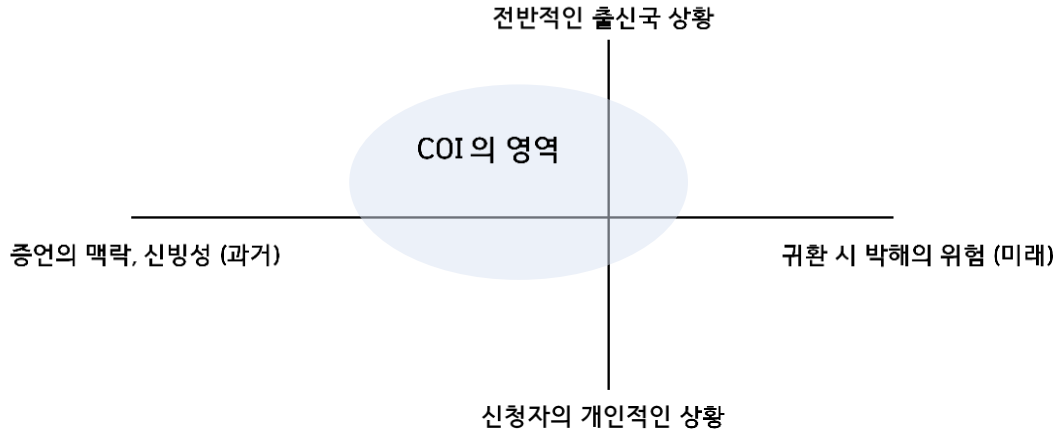 전반적인 출신국 상황
COI 의 영역
증언의 맥락, 신빙성 (과거)
귀환 시 박해의 위험 (미래)
신청자의 개인적인 상황